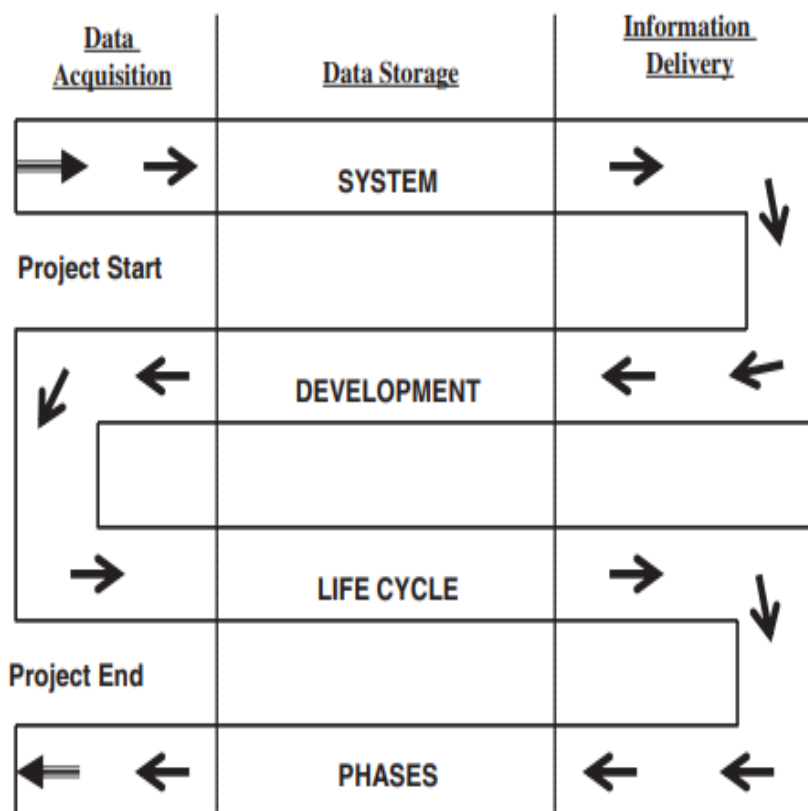 Data
Acquisition
Data Storage
Information
Delivery
SYSTEM
Project Start
DEVELOPMENT
LIFE CYCLE
Project End
PHASES